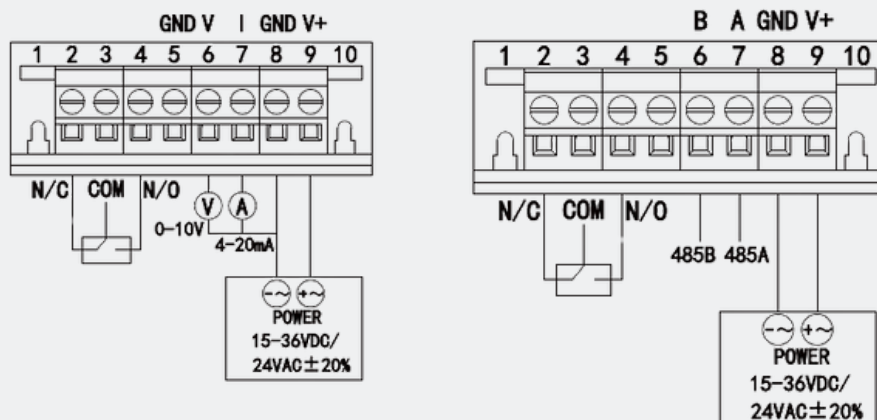 GND V I GND V+
1 2 3 4 5 6 7 8 9 10
N/C COM N/O
V A
0-10V
4-20mA
-~ +~
POWER
15-36VDC/
24VAC±20%
B A GND V+
1 2 3 4 5 6 7 8 9 10
N/C COM N/O
485B 485A
-~ +~
POWER
15-36VDC/
24VAC±20%